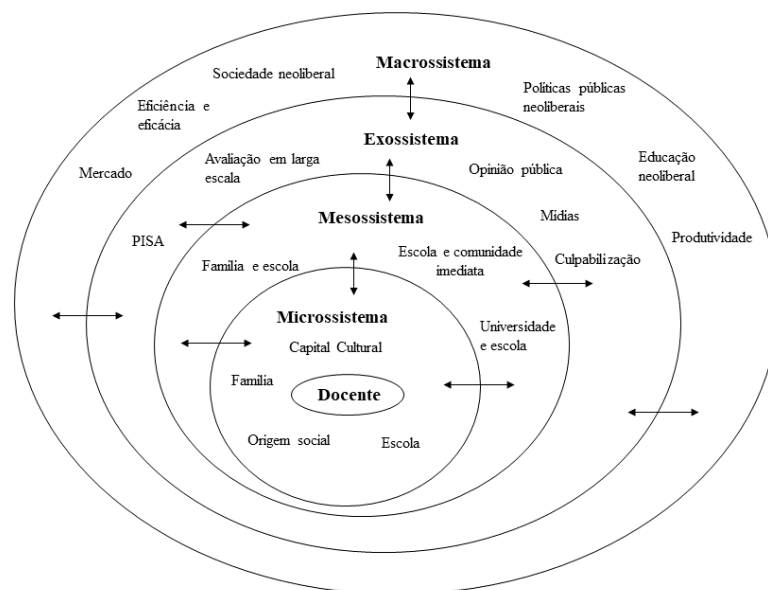 Macrossistema
Sociedade neoliberal
Políticas públicas
neoliberais
Eficiência e
eficácia
Exossistema
Mercado
Avaliação em larga
escala
Opinião pública
Educação
neoliberal
Mesossistema
Mídias
PISA
Produtividade
Família e escola
Escola e comunidade
imediata
Culpabilização
Microssistema
Universidade
e escola
Capital Cultural
Família
Docente
Origem social
Escola